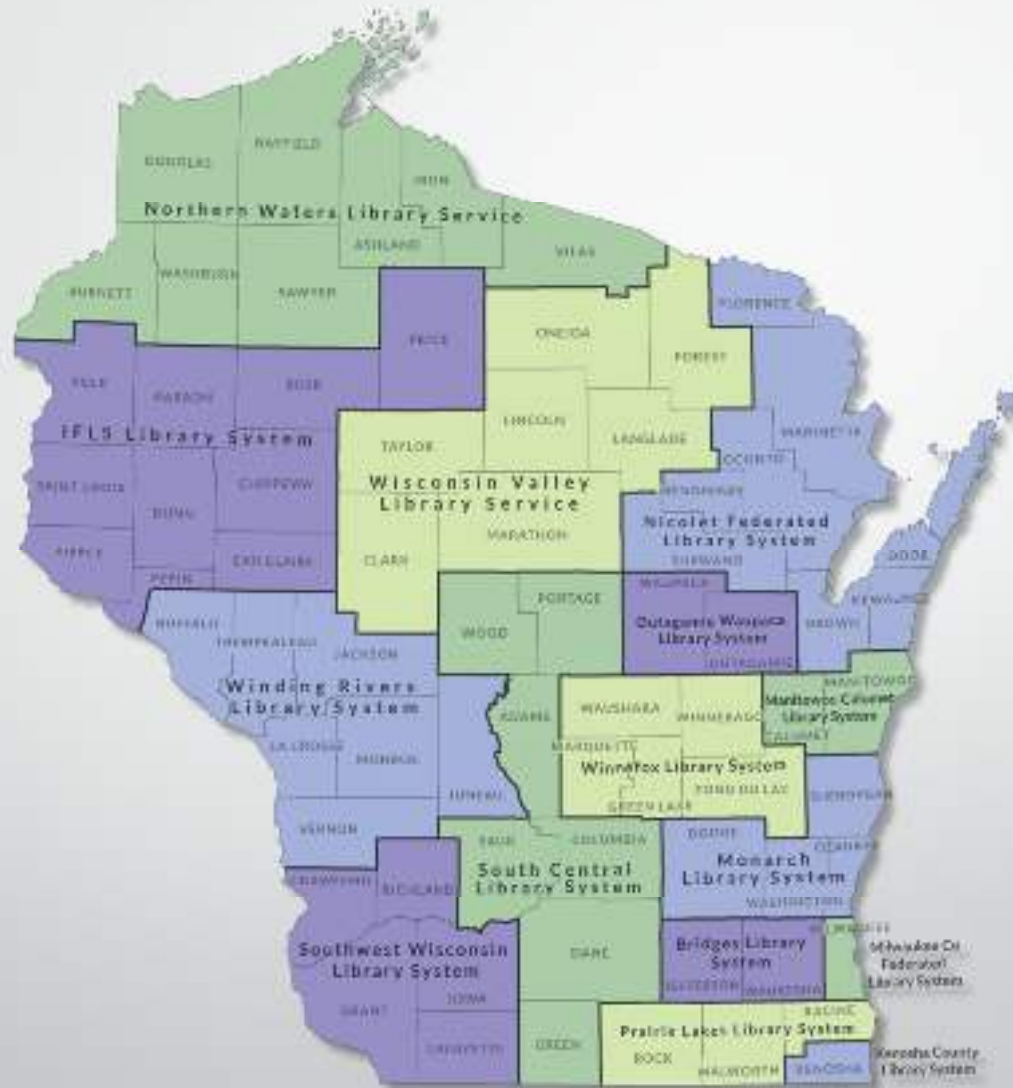 BAYFIELD
DOUGLAS
IRON
Northern Waters Library Service
ASHLAND
VILAS
WASHBURN
BURNETT
SAWYER
FLORENCE
ONEIDA
PRICE
FOREST
POLK
BARRON
RUSK
LINCOLN
MARINETTE
IFLS Library System
TAYLOR
LANGLADE
OCONTO
Wisconsin Valley
Library Service
SAINT CROIX
CHIPPEWA
MENOMINEE
DUNN
Nicolet Federated
Library System
MARATHON
PIERCE
EAU CLAIRE
CLARK
SHAWANO
DOOR
PEPIN
WAUPACA
PORTAGE
BROWN
BUFFALO
Outagamie Waupaca
Library System
WOOD
TREMPEALEAU
JACKSON
OUTAGAMIE
MANITOWOC
Winding Rivers
Library System
Manitowoc Calumet
Library System
ADAMS
WAUSHARA
WINNEBAGO
CALUMET
LA CROSSE
MARQUETTE
MONROE
Winnefox Library System
FOND DU LAC
JUNEAU
GREEN LAKE
SHEBOYGAN
VERNON
DODGE
SAUK
COLUMBIA
OZAUKEE
Monarch
Library System
South Central
Library System
CRAWFORD
RICHLAND
WASHINGTON
MILWAUKEE
Bridges Library
System
Milwaukee Co
Federated
Library System
Southwest Wisconsin
Library System
DANE
JEFFERSON
WAUKESHA
IOWA
GRANT
RACINE
Prairie Lakes Library System
LAFAYETTE
GREEN
ROCK
WALWORTH
KENOSHA
Kenosha County
Library System